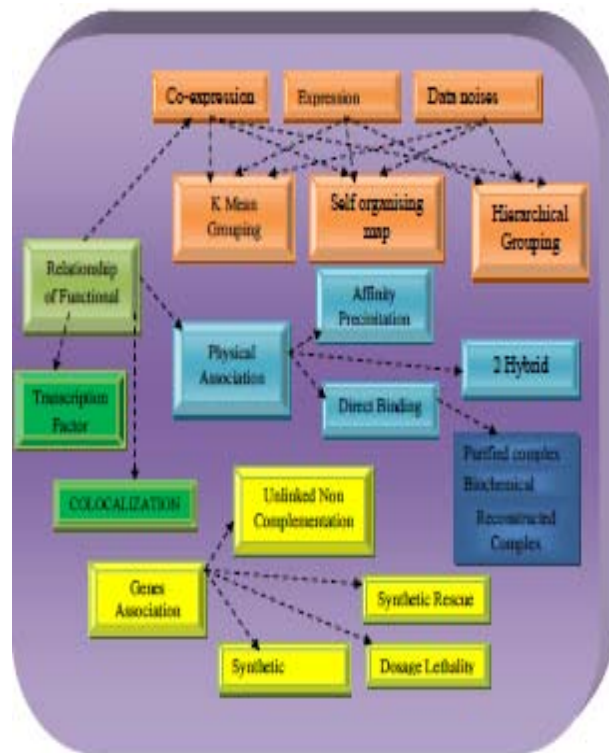 Co-expression
Expression
Data noises
K Mean
Grouping
Self organising
map
Hierarchical
Grouping
Relationship
of Functional
Affinity
Precipitation
Physical
Association
2 Hybrid
Transcription
Factor
Direct Binding
Purified complex
Biochemical
Reconstructed
Complex
COLOCALIZATION
Unlinked Non
Complementation
Genes
Association
Synthetic Rescue
Synthetic
Dosage Lethality